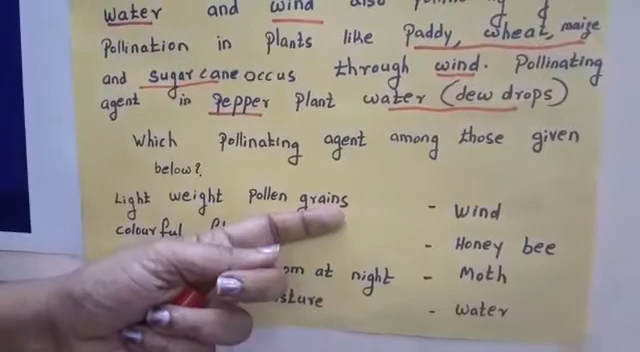 Water and wind also
Pollination in plants like Paddy, wheat, maize
and sugarcane occus through wind. Pollinating
agent in Pepper plant water (dew drops)
Which pollinating agent among those given
below?
Light weight pollen grains - Wind
colourful - Honey bee
at night - Moth
- Water